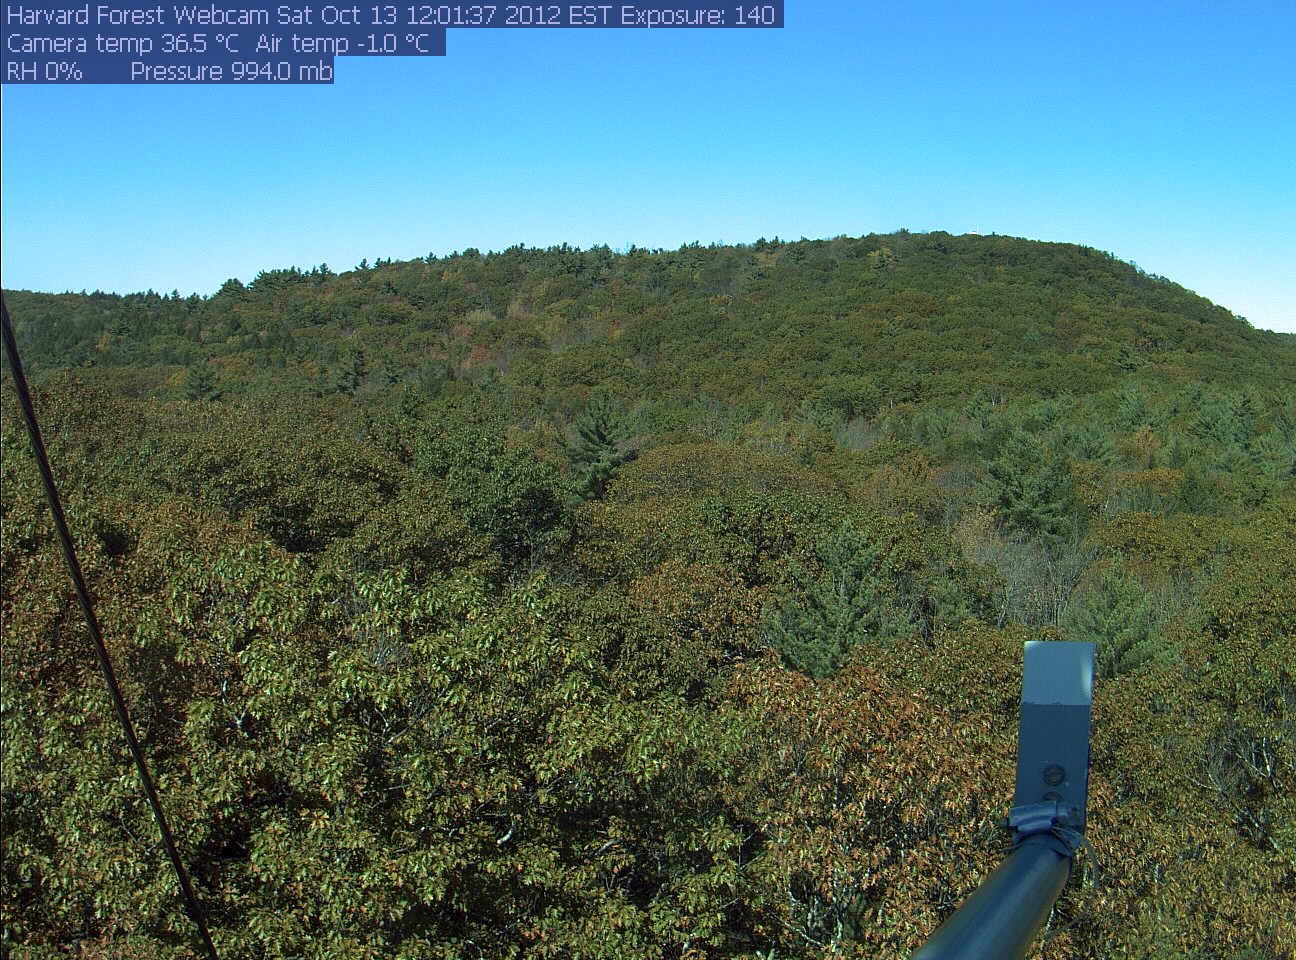 Harvard Forest Webcam Sat Oct 13 12:01:37 2012 EST Exposure: 140
Camera temp 36.5 °C Air temp -1.0 °C
RH 0% Pressure 994.0 mb